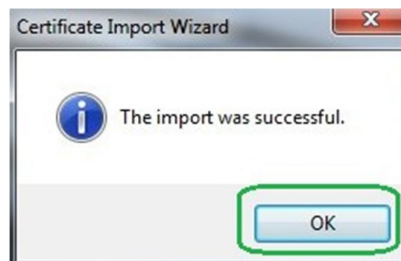 Certificate Import Wizard
The import was successful.
OK